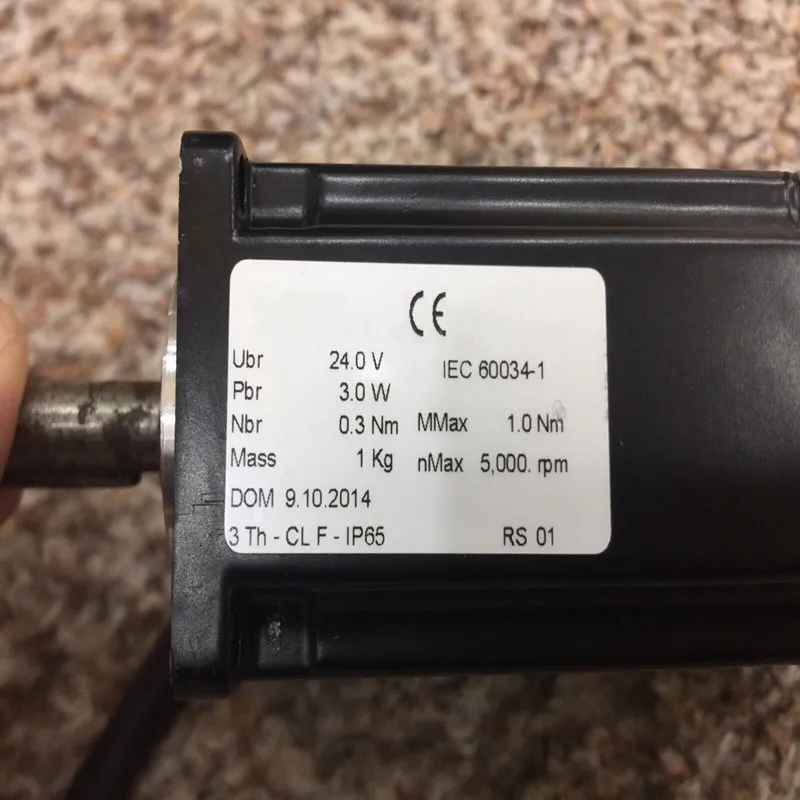 CE
Ubr 24.0 V IEC 60034-1
Pbr 3.0 W
Nbr 0.3 Nm MMax 1.0 Nm
Mass 1 Kg nMax 5,000. rpm
DOM 9.10.2014
3 Th - CL F - IP65 RS 01